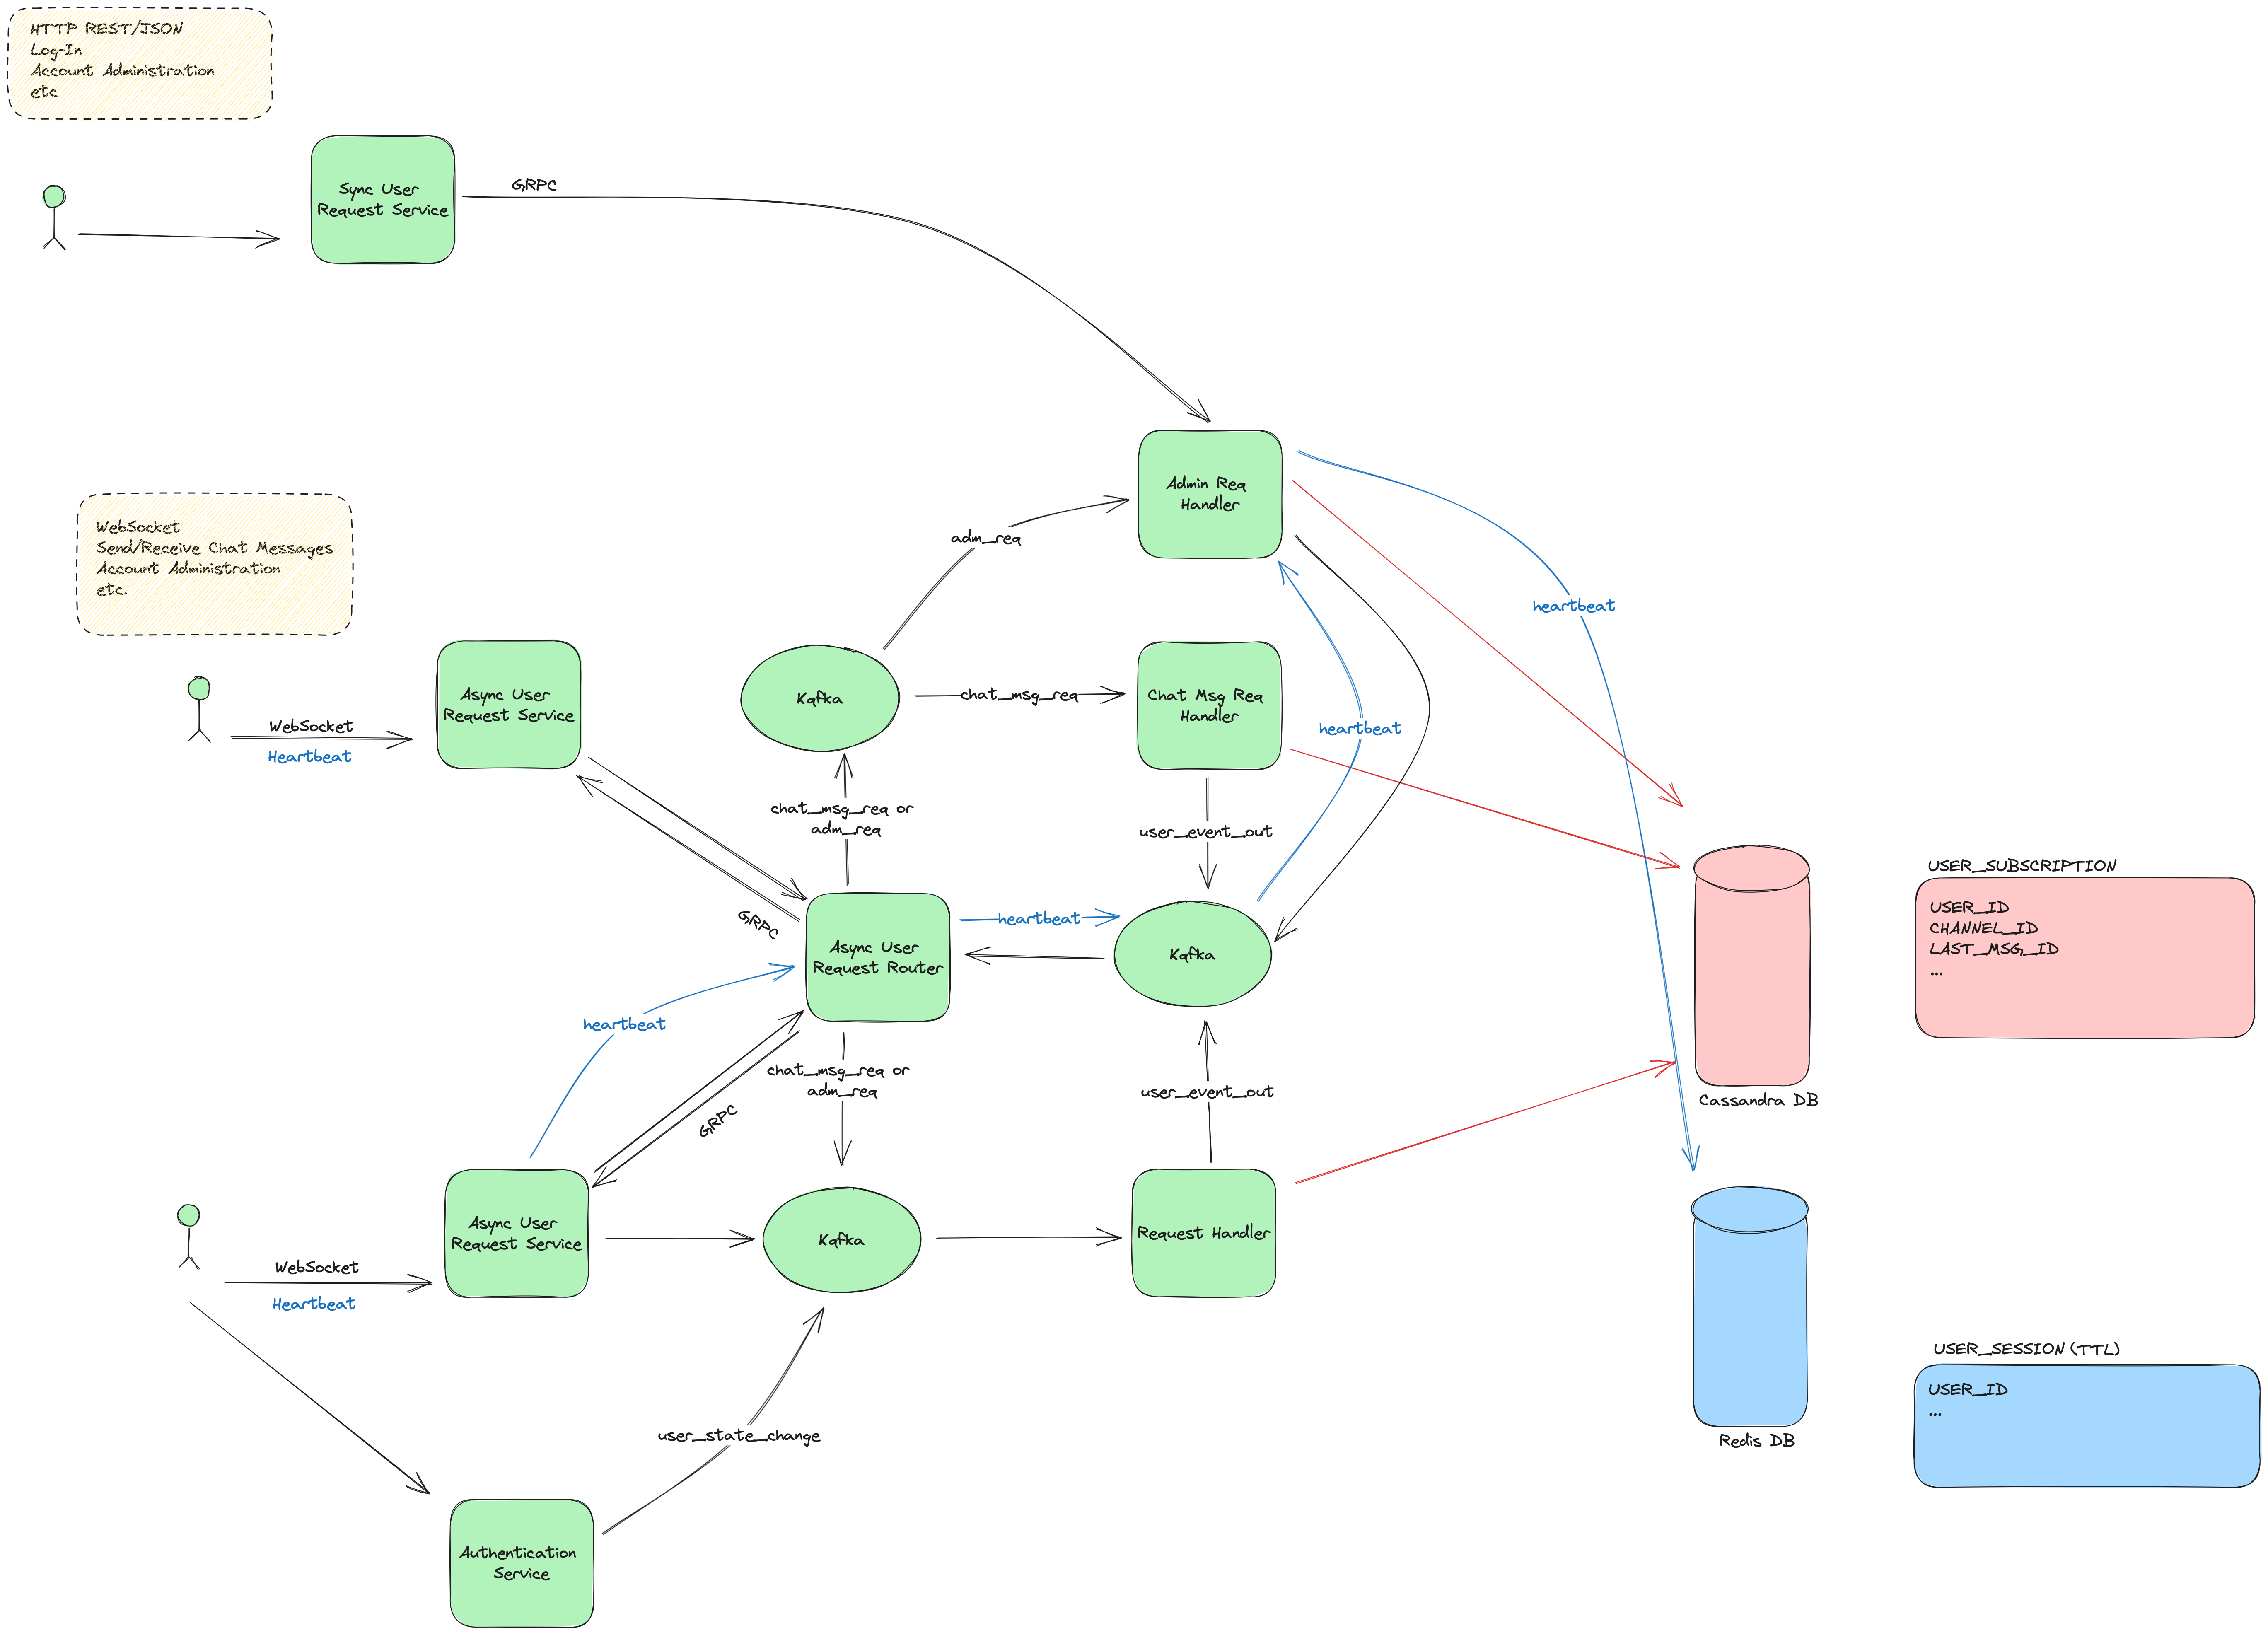 HTTP REST/JSON
Log-In
Account Administration
etc
Sync User
Request Service
GRPC
Admin Req
Handler
adm_req
WebSocket
Send/Receive Chat Messages
Account Administration
etc.
heartbeat
Async User
Request Service
Kafka
chat_msg_req
Chat Msg Req
Handler
WebSocket
Heartbeat
heartbeat
chat_msg_req or
adm_req
user_event_out
USER_SUBSCRIPTION
USER_ID
CHANNEL_ID
LAST_MSG_ID
...
GRPC
heartbeat
Async User
Request Router
Kafka
heartbeat
chat_msg_req or
adm_req
user_event_out
Cassandra DB
GRPC
Async User
Request Service
Kafka
Request Handler
WebSocket
Heartbeat
USER_SESSION (TTL)
USER_ID
...
user_state_change
Redis DB
Authentication
Service